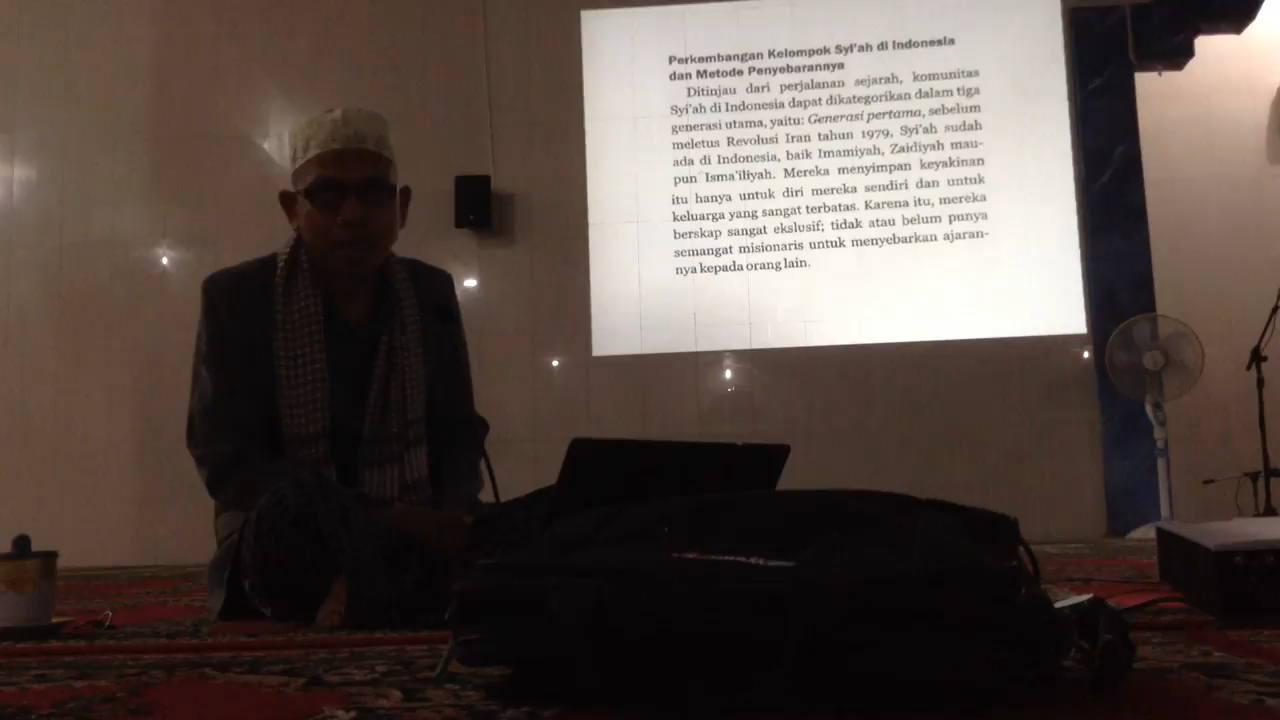 Perkembangan Kelompok Syi'ah di Indonesia
dan Metode Penyebarannya
Ditinjau dari perjalanan sejarah, komunitas
Syi'ah di Indonesia dapat dikategorikan dalam tiga
generasi utama, yaitu: Generasi pertama, sebelum
meletus Revolusi Iran tahun 1979, Syi'ah sudah
ada di Indonesia, baik Imamiyah, Zaidiyah mau-
pun Isma'iliyah. Mereka menyimpan keyakinan
itu hanya untuk diri mereka sendiri dan untuk
keluarga yang sangat terbatas. Karena itu, mereka
berskap sangat ekslusif; tidak atau belum punya
semangat misionaris untuk menyebarkan ajaran-
nya kepada orang lain.